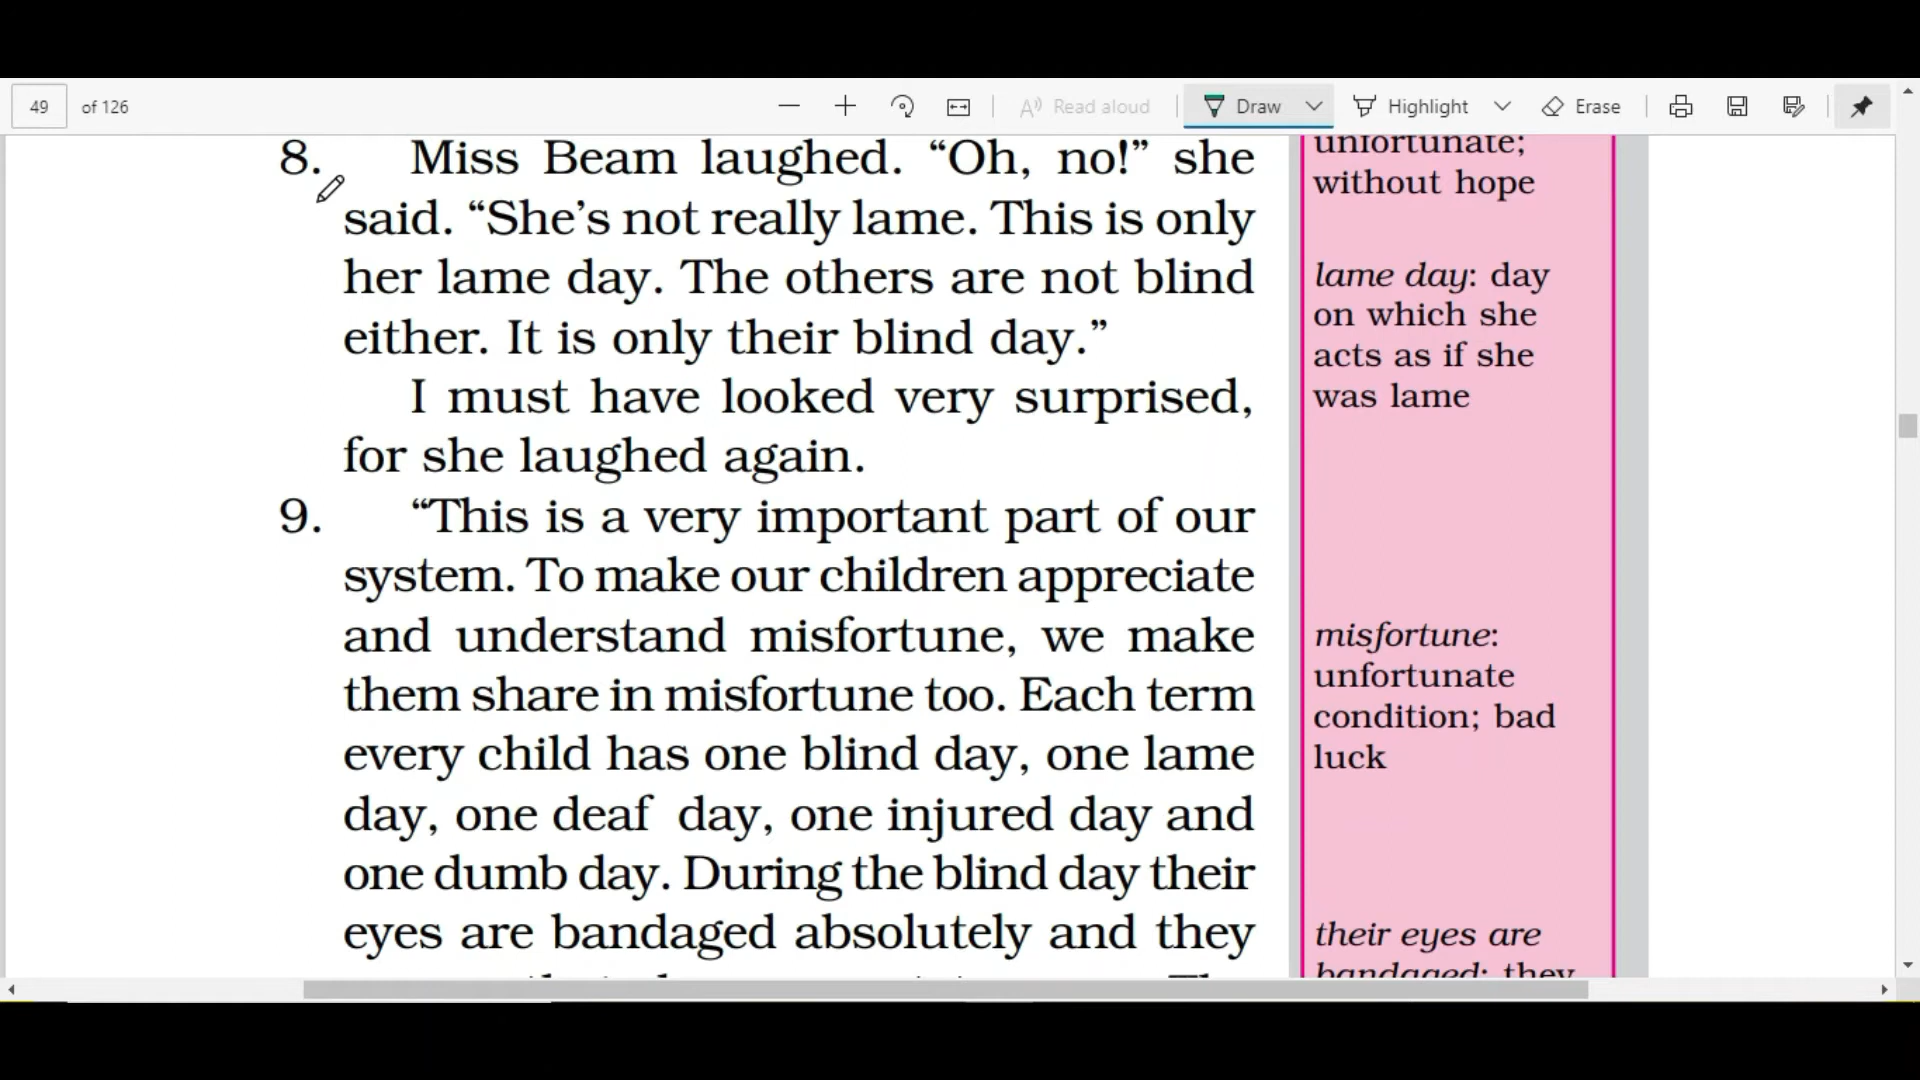 49 of 126
Read aloud
Draw
Highlight
Erase
8. Miss Beam laughed. “Oh, no!” she
said. “She’s not really lame. This is only
her lame day. The others are not blind
either. It is only their blind day.”
I must have looked very surprised,
for she laughed again.
9. “This is a very important part of our
system. To make our children appreciate
and understand misfortune, we make
them share in misfortune too. Each term
every child has one blind day, one lame
day, one deaf day, one injured day and
one dumb day. During the blind day their
eyes are bandaged absolutely and they
unfortunate;
without hope
lame day: day
on which she
acts as if she
was lame
misfortune:
unfortunate
condition; bad
luck
their eyes are
bandaged: they